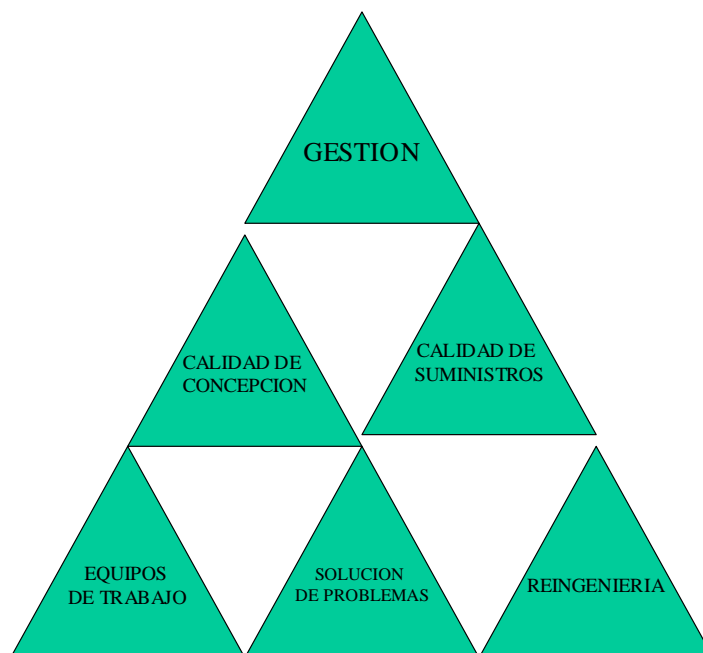 GESTION
CALIDAD DE
CONCEPCION
CALIDAD DE
SUMINISTROS
EQUIPOS
DE TRABAJO
SOLUCION
DE PROBLEMAS
REINGENIERIA